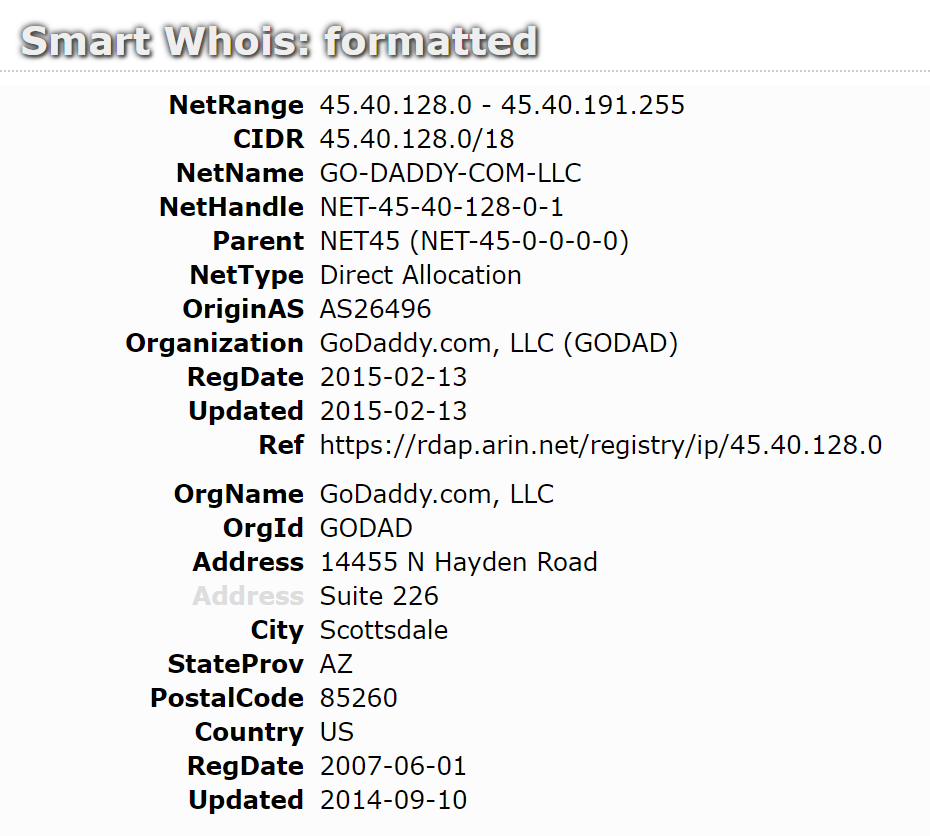 Smart Whois: formatted
NetRange 45.40.128.0 - 45.40.191.255
CIDR 45.40.128.0/18
NetName GO-DADDY-COM-LLC
NetHandle NET-45-40-128-0-1
Parent NET45 (NET-45-0-0-0-0)
NetType Direct Allocation
OriginAS AS26496
Organization GoDaddy.com, LLC (GODAD)
RegDate 2015-02-13
Updated 2015-02-13
Ref https://rdap.arin.net/registry/ip/45.40.128.0
OrgName GoDaddy.com, LLC
OrgId GODAD
Address 14455 N Hayden Road
Address Suite 226
City Scottsdale
StateProv AZ
PostalCode 85260
Country US
RegDate 2007-06-01
Updated 2014-09-10